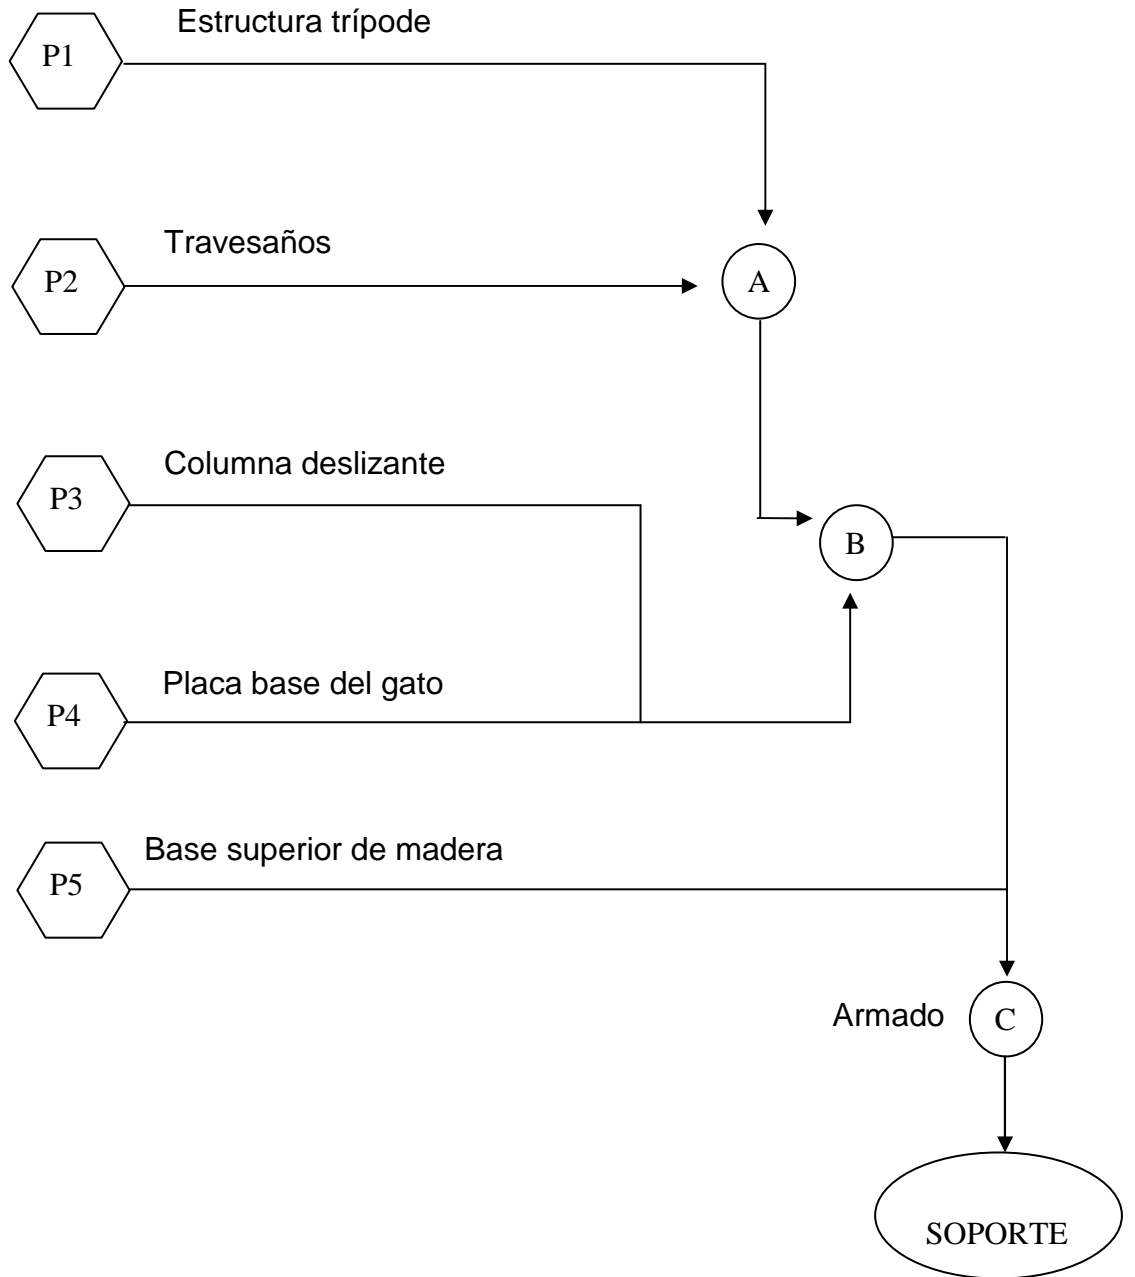 Estructura trípode
P1
Travesaños
P2
A
Columna deslizante
P3
B
Placa base del gato
P4
Base superior de madera
P5
Armado
C
SOPORTE